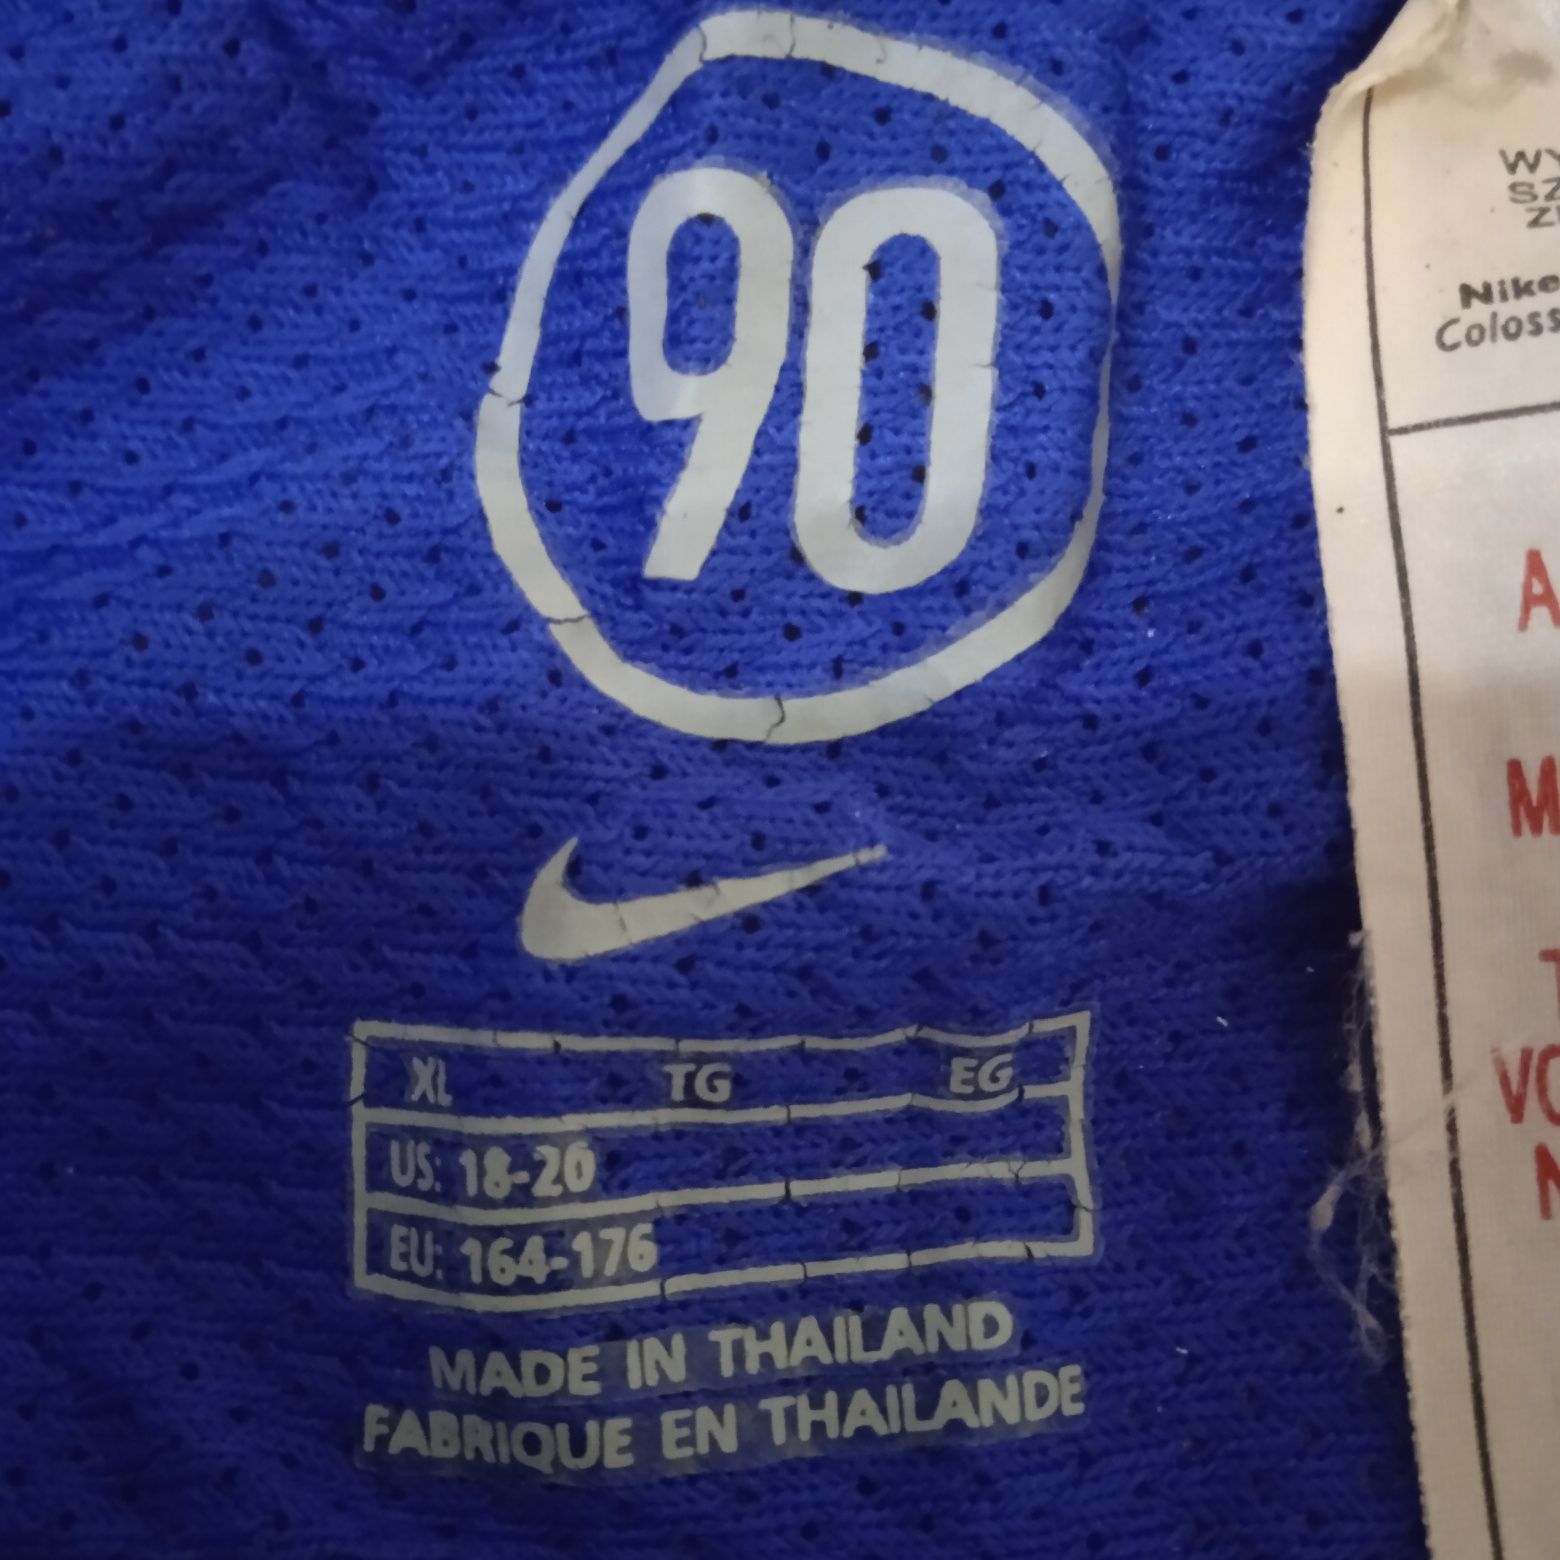 90
XL TG EG
US: 18-20
EU: 164-176
MADE IN THAILAND
FABRIQUE EN THAILANDE
Nike